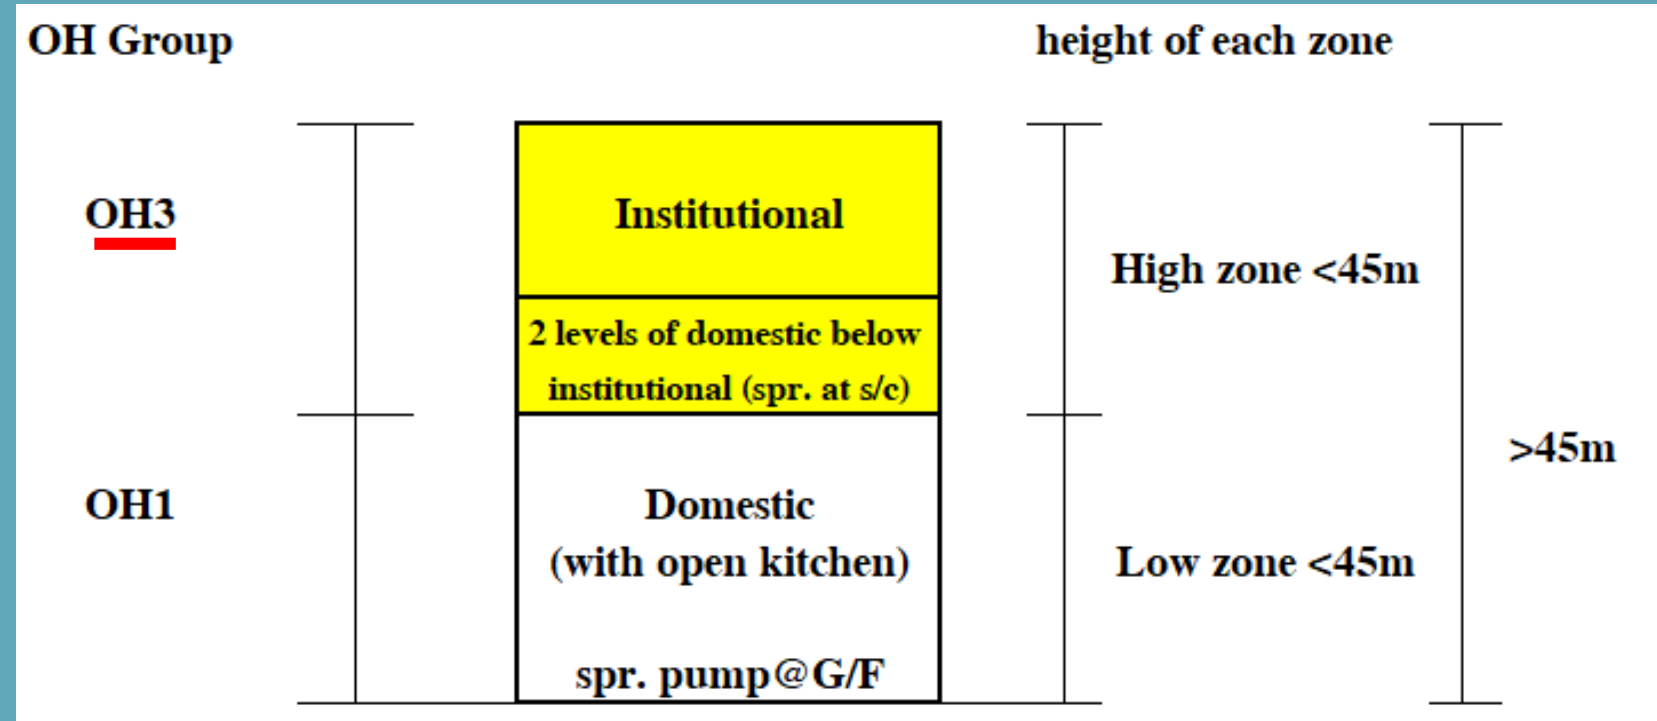 OH Group
height of each zone
OH3
Institutional
High zone <45m
2 levels of domestic below
institutional (spr. at s/c)
>45m
OH1
Domestic
(with open kitchen)
Low zone <45m
spr. pump@G/F